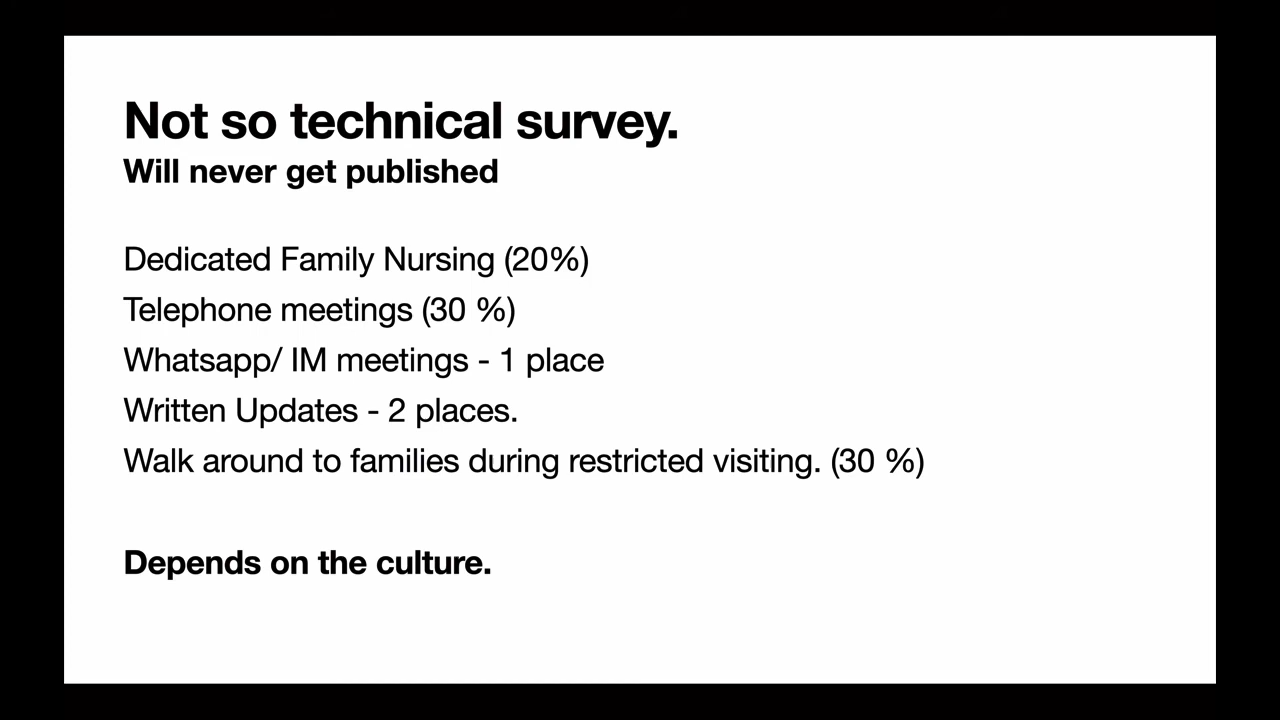 Not so technical survey.
Will never get published
Dedicated Family Nursing (20%)
Telephone meetings (30 %)
Whatsapp/ IM meetings - 1 place
Written Updates - 2 places.
Walk around to families during restricted visiting. (30 %)
Depends on the culture.